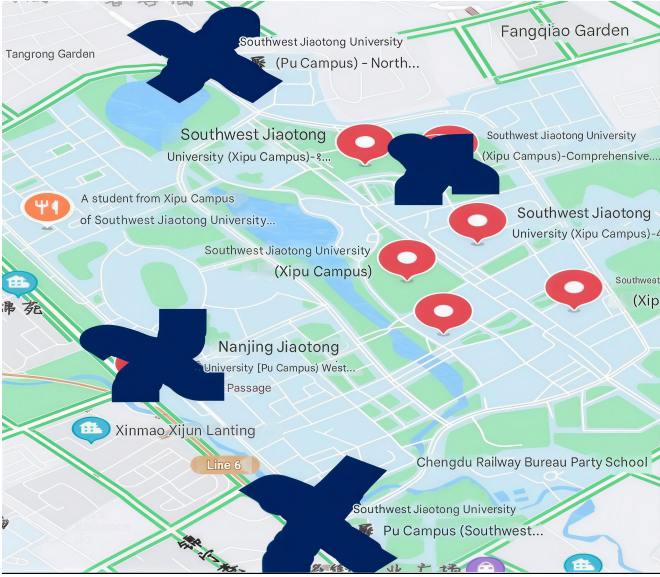 Fangqiao Garden
Tangrong Garden
Southwest Jiaotong University
(Pu Campus) - North...
Southwest Jiaotong
University (Xipu Campus)-
Southwest Jiaotong University
(Xipu Campus)-Comprehensive....
A student from Xipu Campus
of Southwest Jiaotong University...
Southwest Jiaotong
University (Xipu Campus)-4
Southwest Jiaotong University
(Xipu Campus)
Southwest
(Xip
Nanjing Jiaotong
University [Pu Campus) West...
Passage
Xinmao Xijun Lanting
Line 6
Chengdu Railway Bureau Party School
Southwest Jiaotong University
Pu Campus (Southwest...